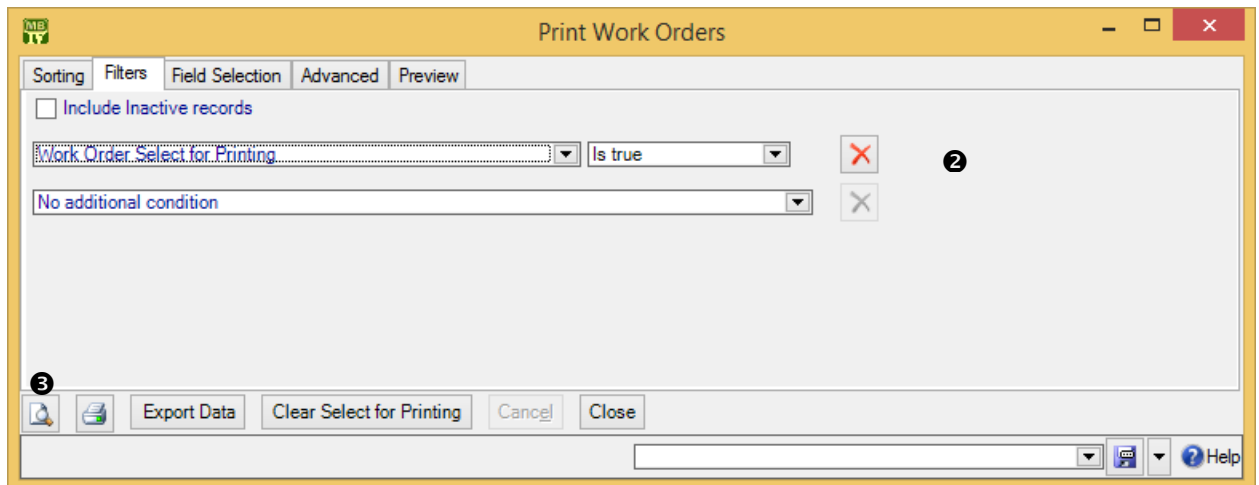 MB
TY
Print Work Orders
Sorting Filters Field Selection Advanced Preview
Include Inactive records
Work Order Select for Printing Is true ❷
No additional condition
❸
Export Data Clear Select for Printing Cancel Close
Help